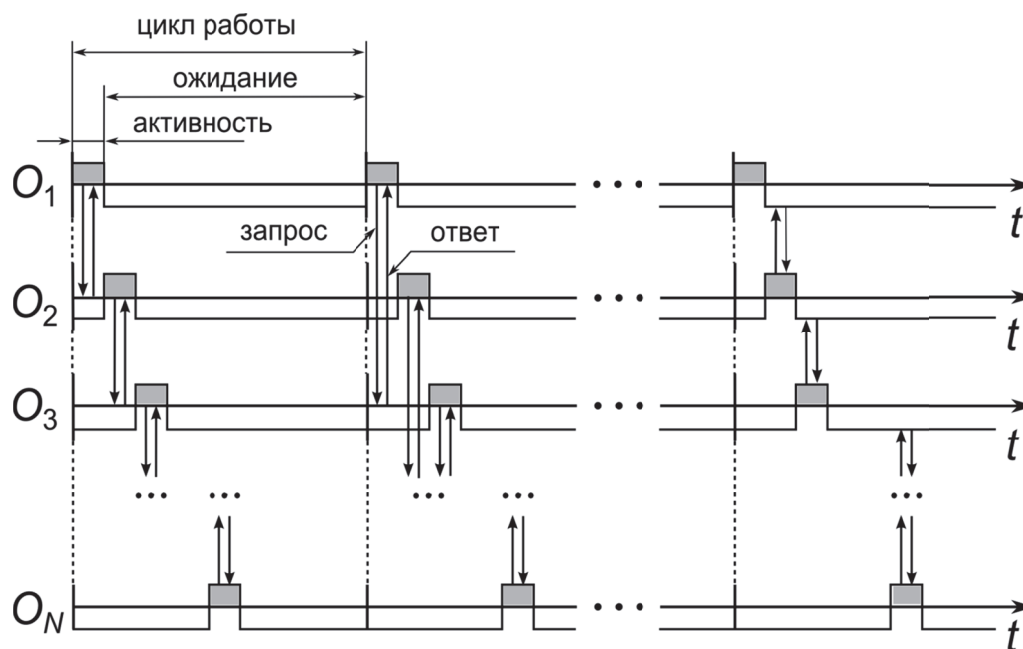 цикл работы
ожидание
активность
O1
t
запрос
ответ
O2
t
O3
t
ON
t